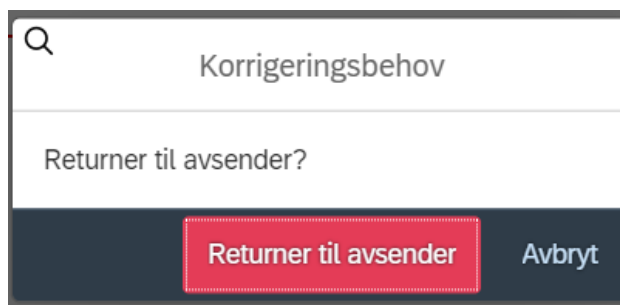 Korrigeringsbehov
Returner til avsender?
Returner til avsender Avbryt